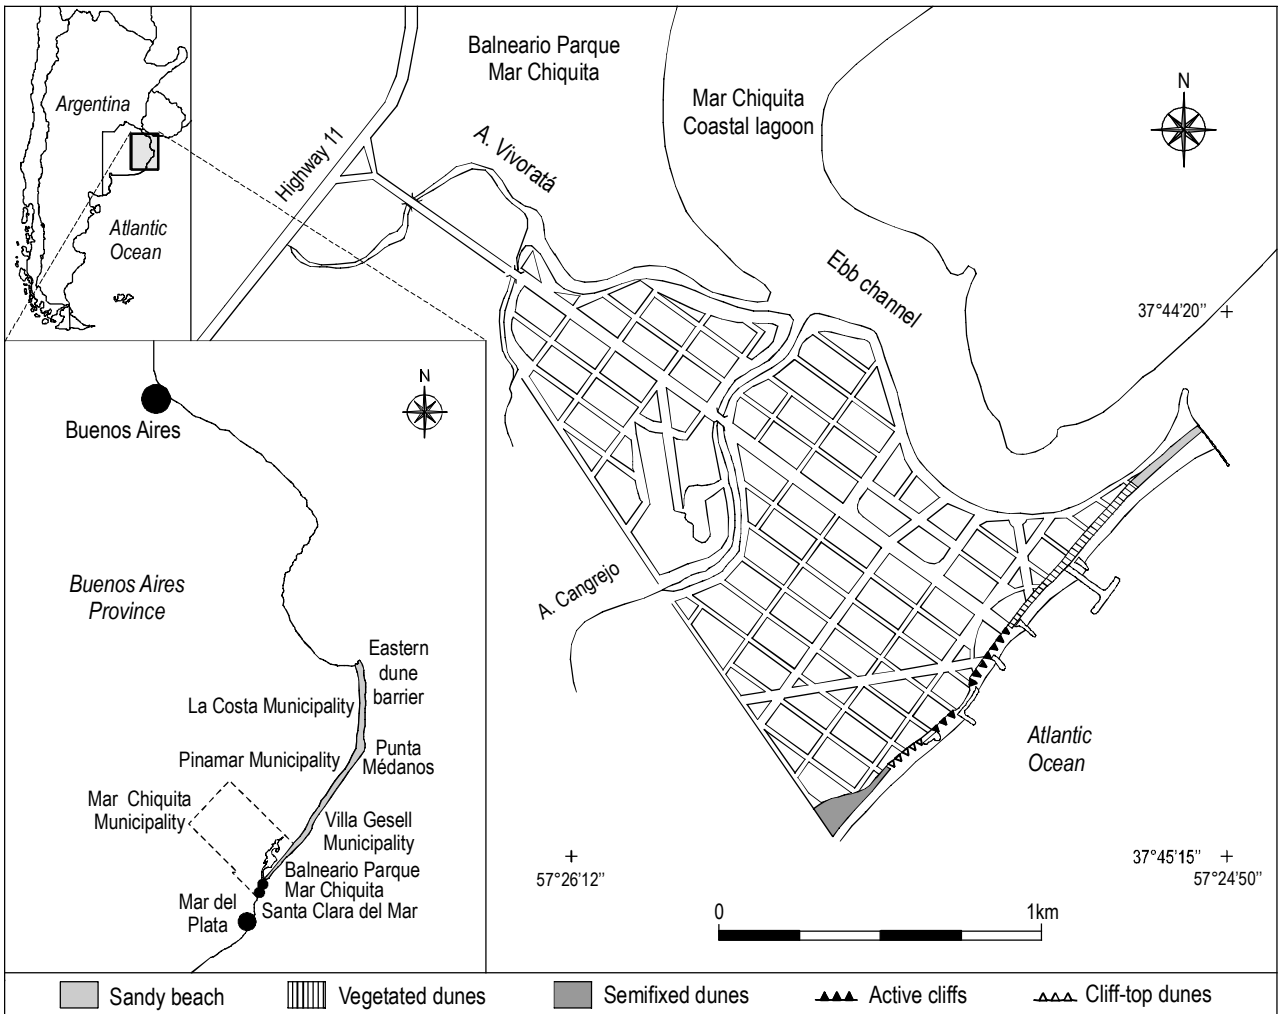 Argentina
Atlantic
Ocean
Highway 11
A. Vivoratá
Balneario Parque
Mar Chiquita
Mar Chiquita
Coastal lagoon
N
Ebb channel
37°44'20''
A. Cangrejo
Atlantic
Ocean
37°45'15''
57°26'12''
57°24'50''
0
1km
N
Buenos Aires
Buenos Aires
Province
Eastern
dune
barrier
La Costa Municipality
Pinamar Municipality
Punta
Médanos
Mar Chiquita
Municipality
Villa Gesell
Municipality
Balneario Parque
Mar Chiquita
Santa Clara del Mar
Mar del
Plata
Sandy beach
Vegetated dunes
Semifixed dunes
Active cliffs
Cliff-top dunes